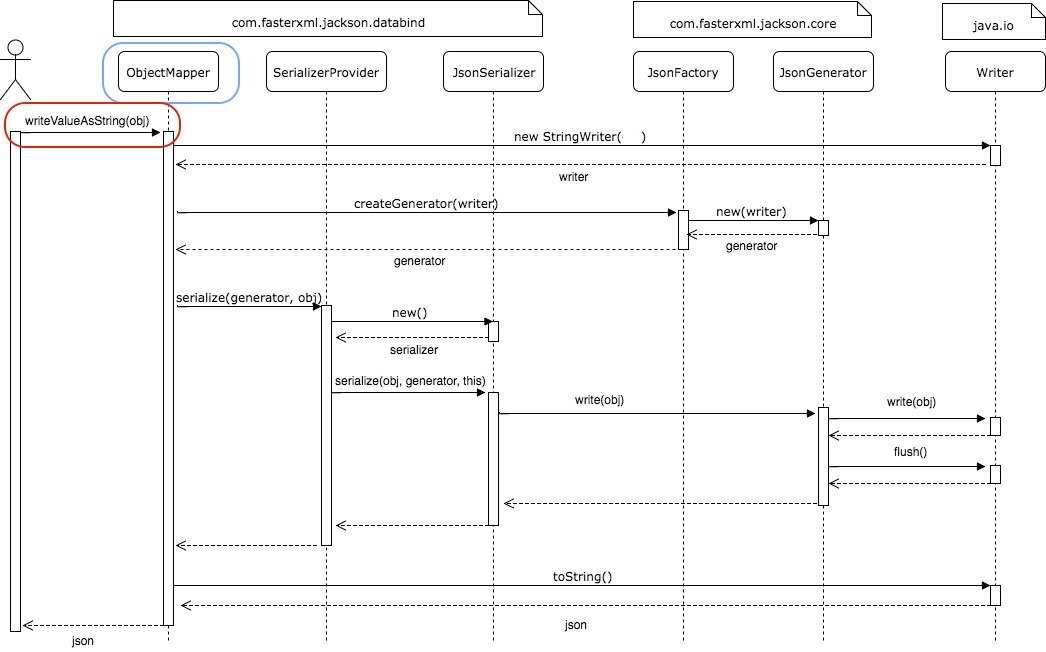 com.fasterxml.jackson.databind
com.fasterxml.jackson.core
java.io
ObjectMapper
SerializerProvider
JsonSerializer
JsonFactory
JsonGenerator
Writer
writeValueAsString(obj)
new StringWriter( )
writer
createGenerator(writer)
new(writer)
generator
generator
serialize(generator, obj)
new()
serializer
serialize(obj, generator, this)
write(obj)
write(obj)
flush()
toString()
json
json